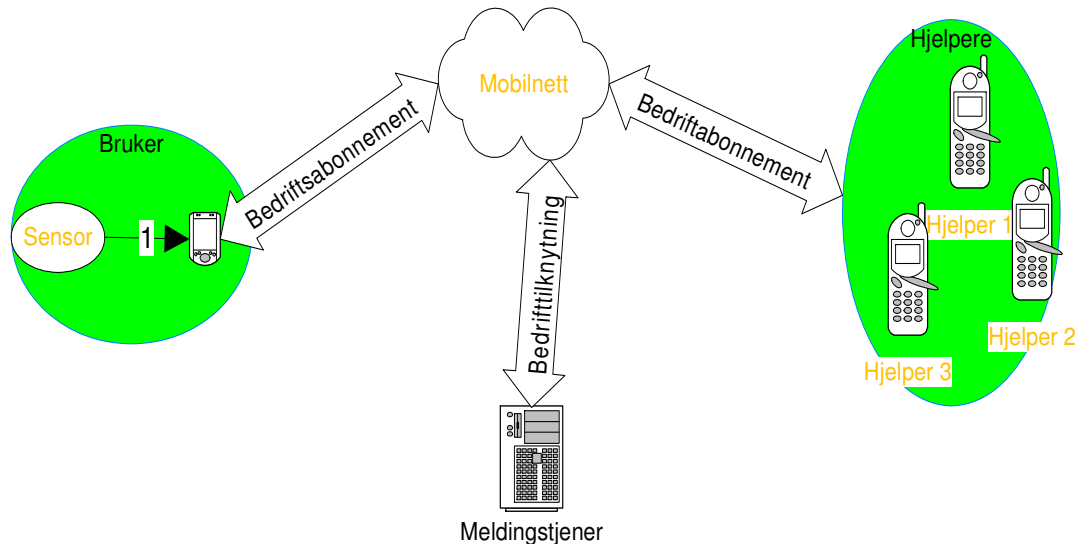 Hjelpere
Mobilnett
Bruker
Bedriftsabonnement
Bedriftabonnement
Sensor
1
Hjelper 1
Bedrifttilknytning
Hjelper 2
Hjelper 3
Meldingstjener